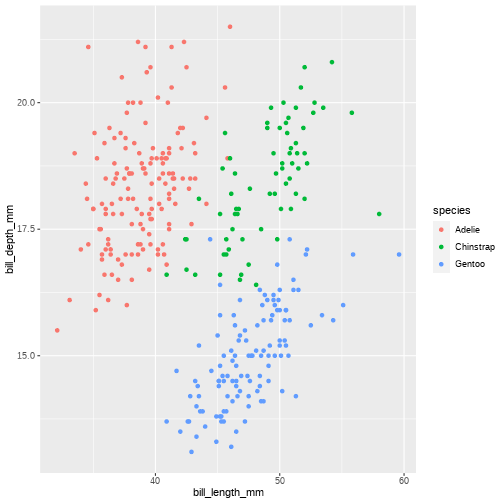 20.0
17.5
15.0
bill_depth_mm
40
50
60
bill_length_mm
species
Adelie
Chinstrap
Gentoo